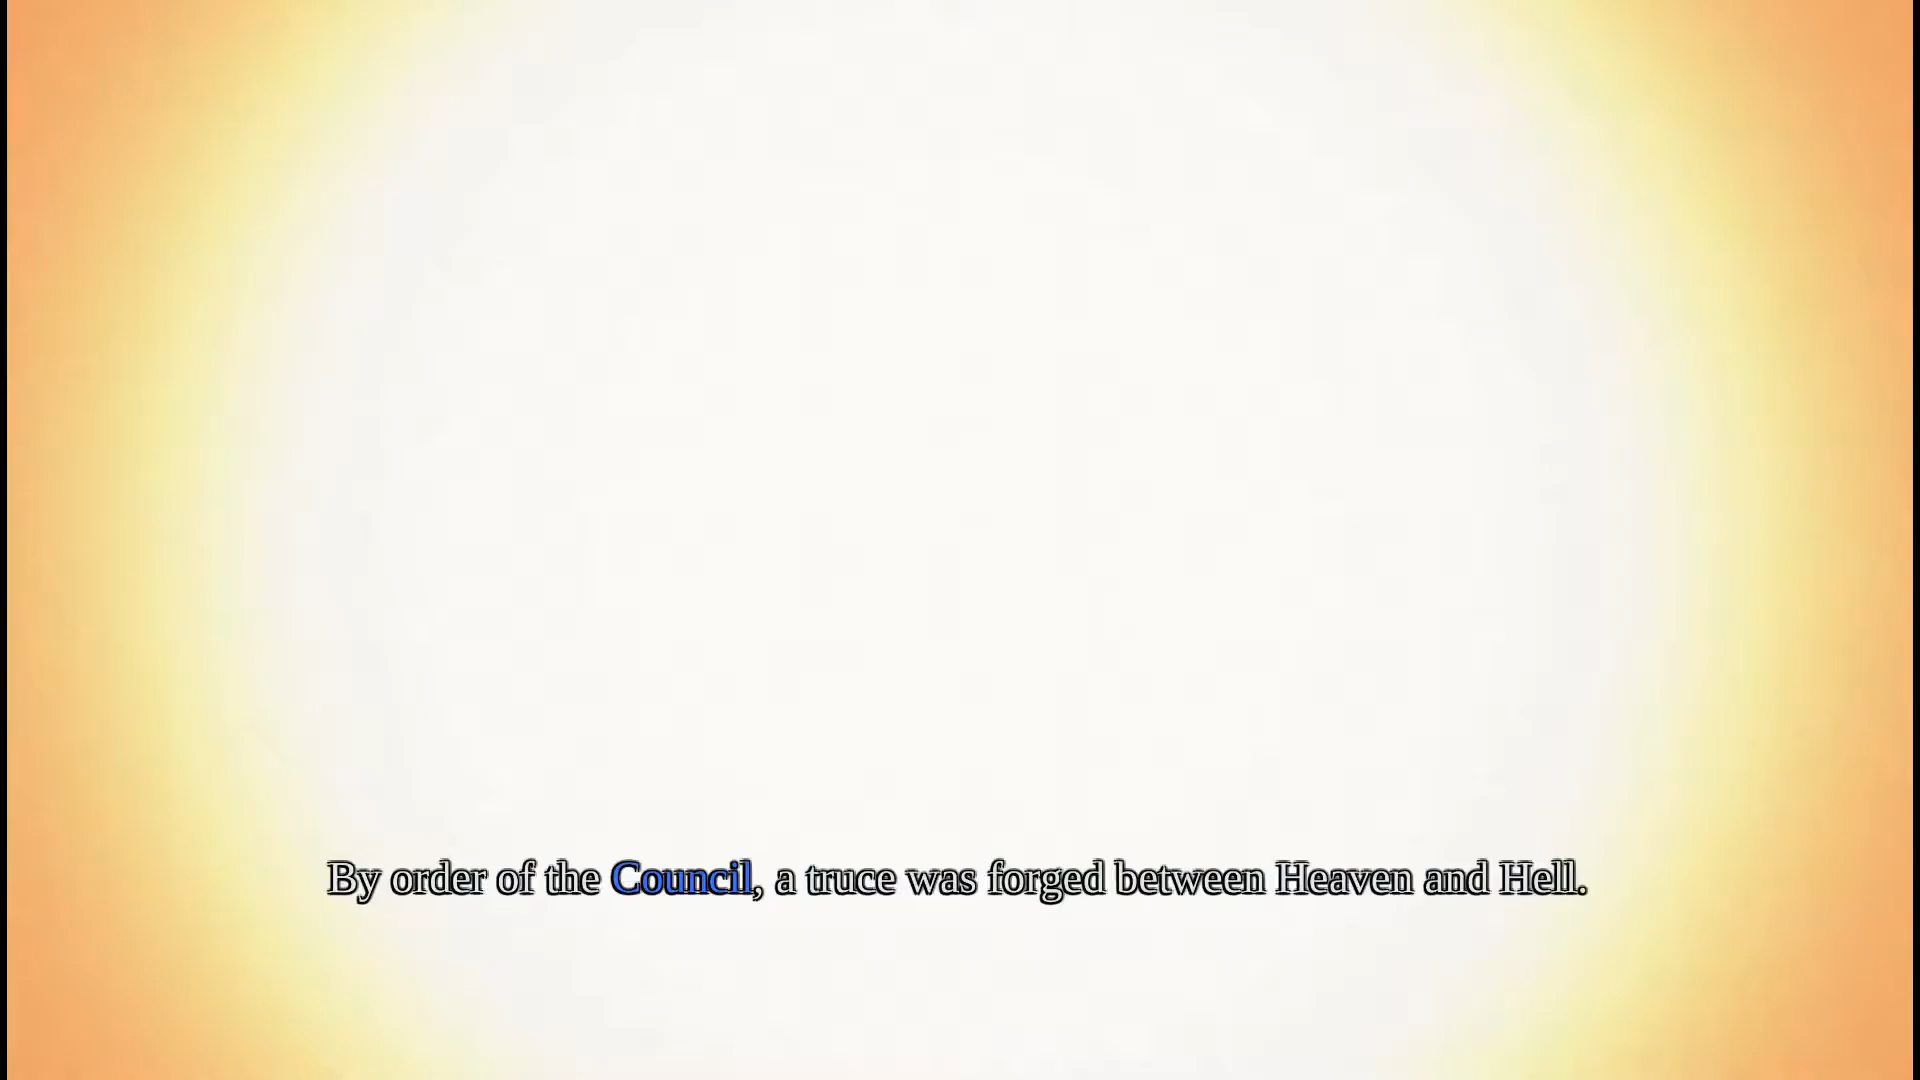 By order of the Council, a truce was forged between Heaven and Hell.